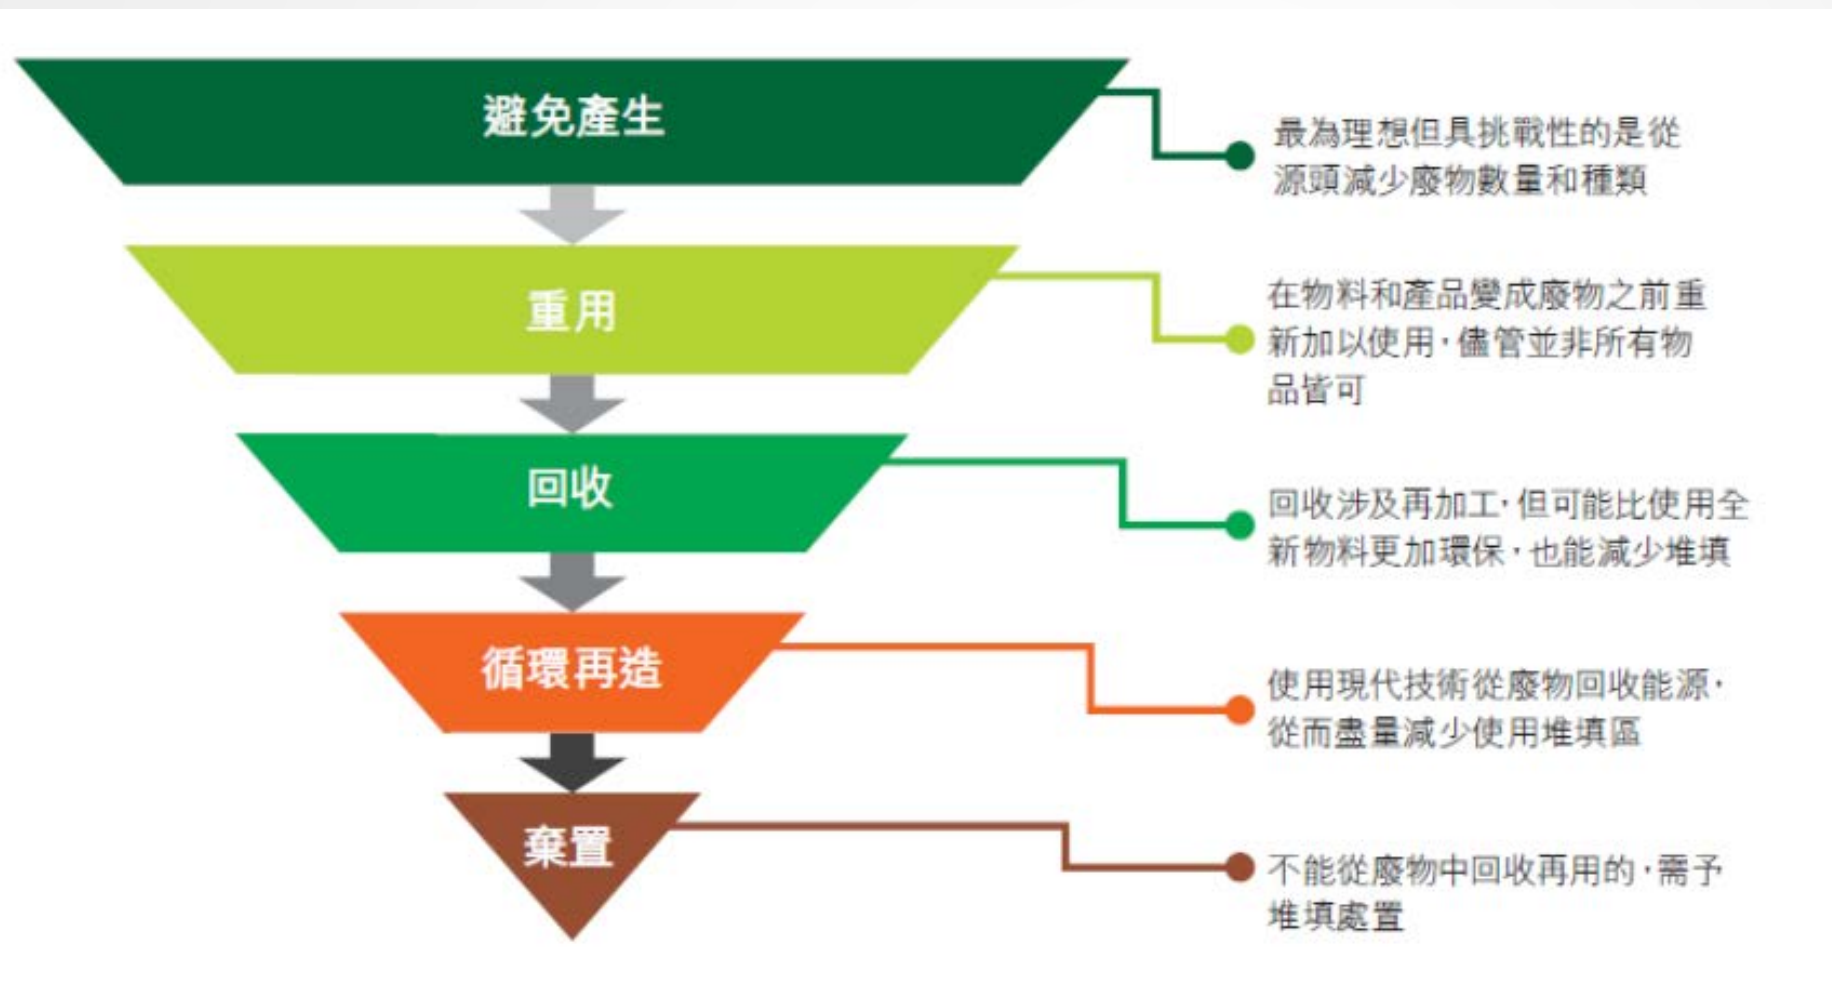 避免產生
最為理想但具挑戰性的是從
源頭減少廢物數量和種類
重用
在物料和產品變成廢物之前重
新加以使用，儘管並非所有物
品皆可
回收
回收涉及再加工，但可能比使用全
新物料更加環保，也能減少堆填
循環再造
使用現代技術從廢物回收能源，
從而盡量減少使用堆填區
棄置
不能從廢物中回收再用的，需予
堆填處置